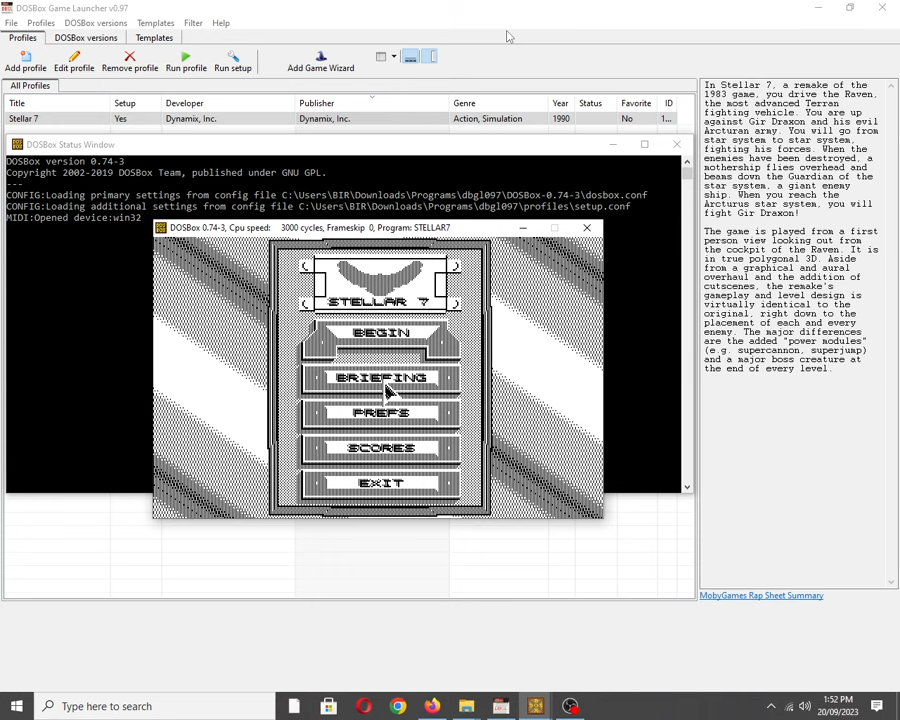 DOSBox Game Launcher v0.97
File Profiles DOSBox versions Templates Filter Help
Profiles DOSBox versions Templates
Add profile Edit profile Remove profile Run profile Run setup Add Game Wizard
All Profiles
Title Setup Developer Publisher Genre Year Status Favorite ID
Stellar 7 Yes Dynamix, Inc. Dynamix, Inc. Action, Simulation 1990 No 1...
DOSBox Status Window
DOSBox version 0.74-3
Copyright 2002-2019 DOSBox Team, published under GNU GPL.
---
CONFIG:Loading primary settings from config file C:\Users\BIR\Downloads\Programs\dbgl097\DOSBox-0.74-3\dosbox.conf
CONFIG:Loading additional settings from config file C:\Users\BIR\Downloads\Programs\dbgl097\profiles\setup.conf
MIDI:Opened device:win32
DOSBox 0.74-3, Cpu speed: 3000 cycles, Frameskip 0, Program: STELLAR7
STELLAR 7
BEGIN
BRIEFING
PREFS
SCORES
EXIT
In Stellar 7, a remake of the
1983 game, you drive the Raven,
the most advanced Terran
fighting vehicle. You are up
against Gir Draxon and his evil
Arcturan army. You will go from
star system to star system,
fighting his forces. When the
enemies have been destroyed, a
mothership flies overhead and
beams down the Guardian of the
star system, a giant enemy
ship. When you reach the
Arcturus star system, you will
fight Gir Draxon!
The game is played from a first
person view looking out from
the cockpit of the Raven. It is
in true polygonal 3D. Aside
from a graphical and aural
overhaul and the addition of
cutscenes, the remake's
gameplay and level design is
virtually identical to the
original, right down to the
placement of each and every
enemy. The major differences
are the added "power modules"
(e.g. supercannon, superjump)
and a major boss creature at
the end of every level.
MobyGames Rap Sheet Summary
Type here to search
1:52 PM
20/09/2023